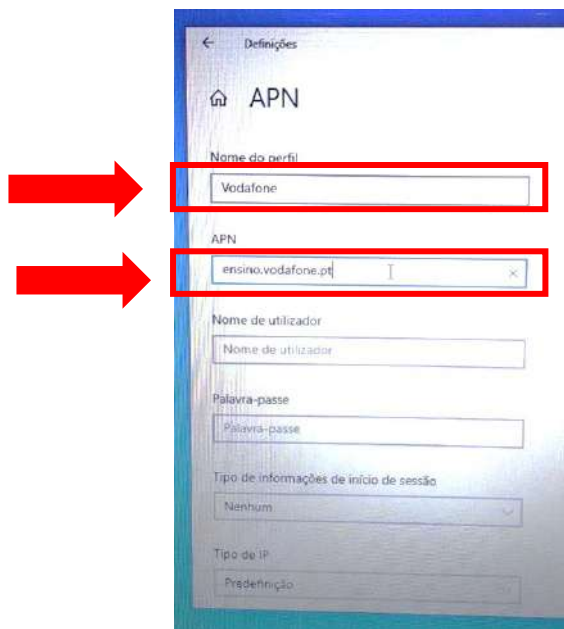 Definições
APN
Nome do perfil
Vodafone
APN
ensino.vodafone.pt
Nome de utilizador
Nome de utilizador
Palavra-passe
Palavra-passe
Tipo de informações de início de sessão
Nenhum
Tipo de IP
Predefinição